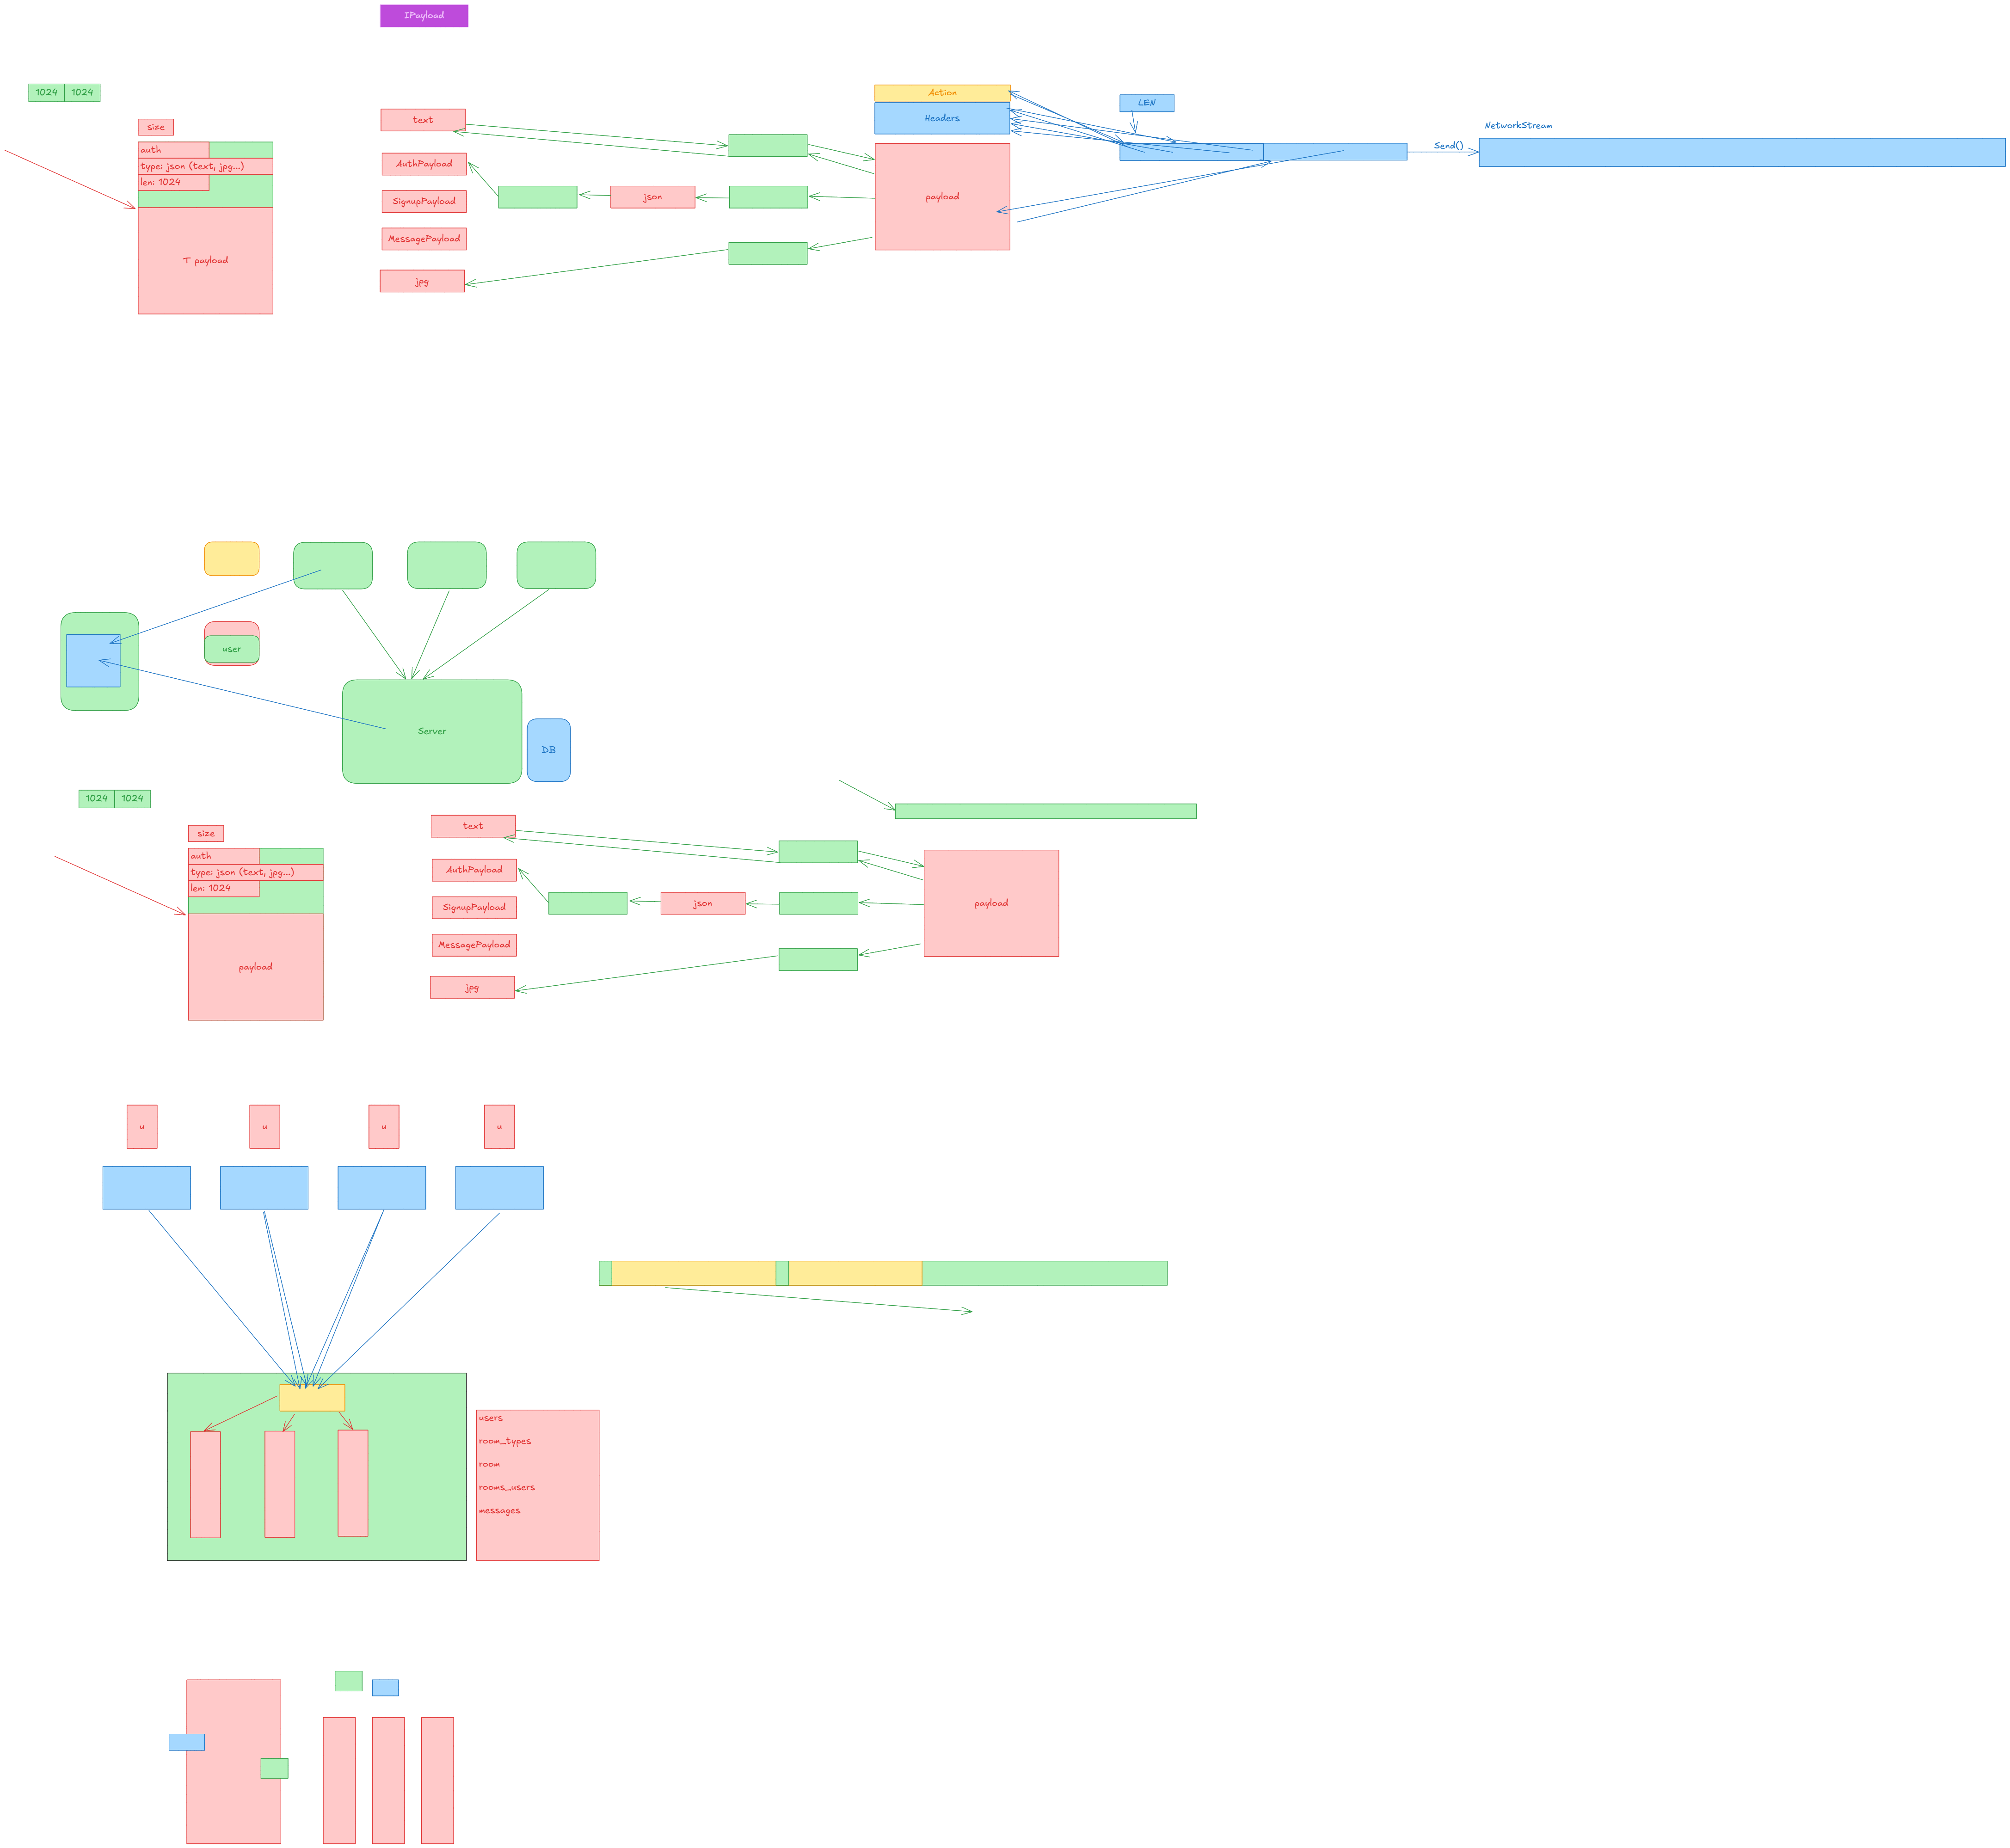 IPayload
1024 1024
size
auth
type: json (text, jpg...)
len: 1024
T payload
text
AuthPayload
SignupPayload
MessagePayload
jpg
json
Action
Headers
payload
LEN
Send()
NetworkStream
user
Server
DB
1024 1024
size
auth
type: json (text, jpg...)
len: 1024
payload
text
AuthPayload
SignupPayload
MessagePayload
jpg
json
payload
u u u u
users
room_types
room
rooms_users
messages